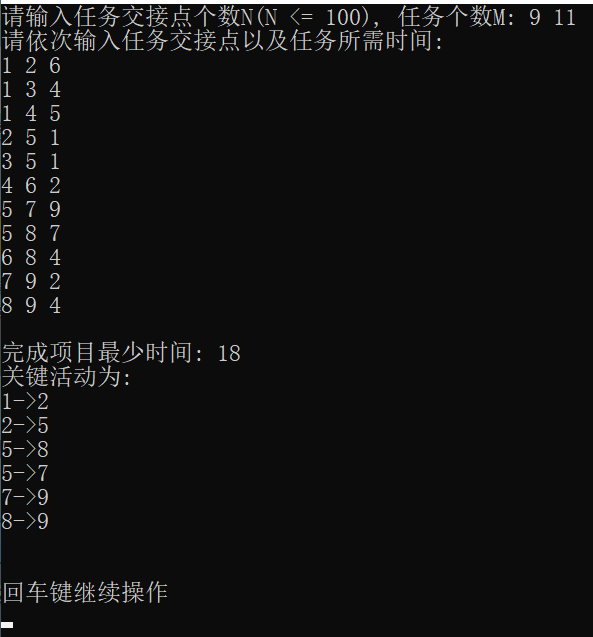 请输入任务交接点个数N(N <= 100), 任务个数M: 9 11
请依次输入任务交接点以及任务所需时间:
1 2 6
1 3 4
1 4 5
2 5 1
3 5 1
4 6 2
5 7 9
5 8 7
6 8 4
7 9 2
8 9 4
完成项目最少时间: 18
关键活动为:
1->2
2->5
5->8
5->7
7->9
8->9
回车键继续操作